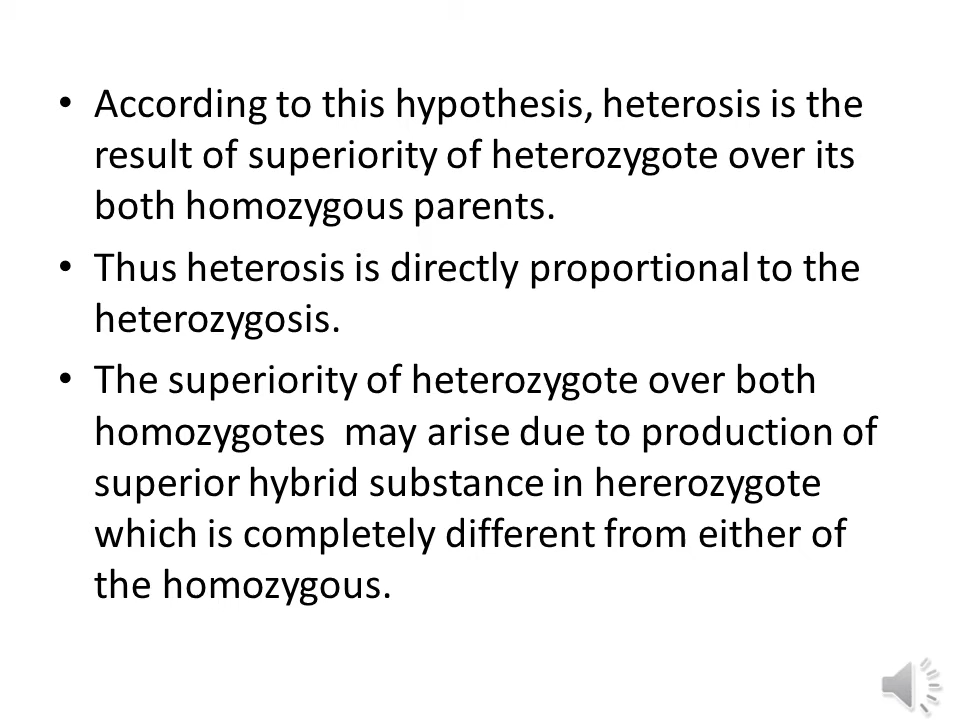 • According to this hypothesis, heterosis is the
result of superiority of heterozygote over its
both homozygous parents.
• Thus heterosis is directly proportional to the
heterozygosis.
• The superiority of heterozygote over both
homozygotes  may arise due to production of
superior hybrid substance in hererozygote
which is completely different from either of
the homozygous.